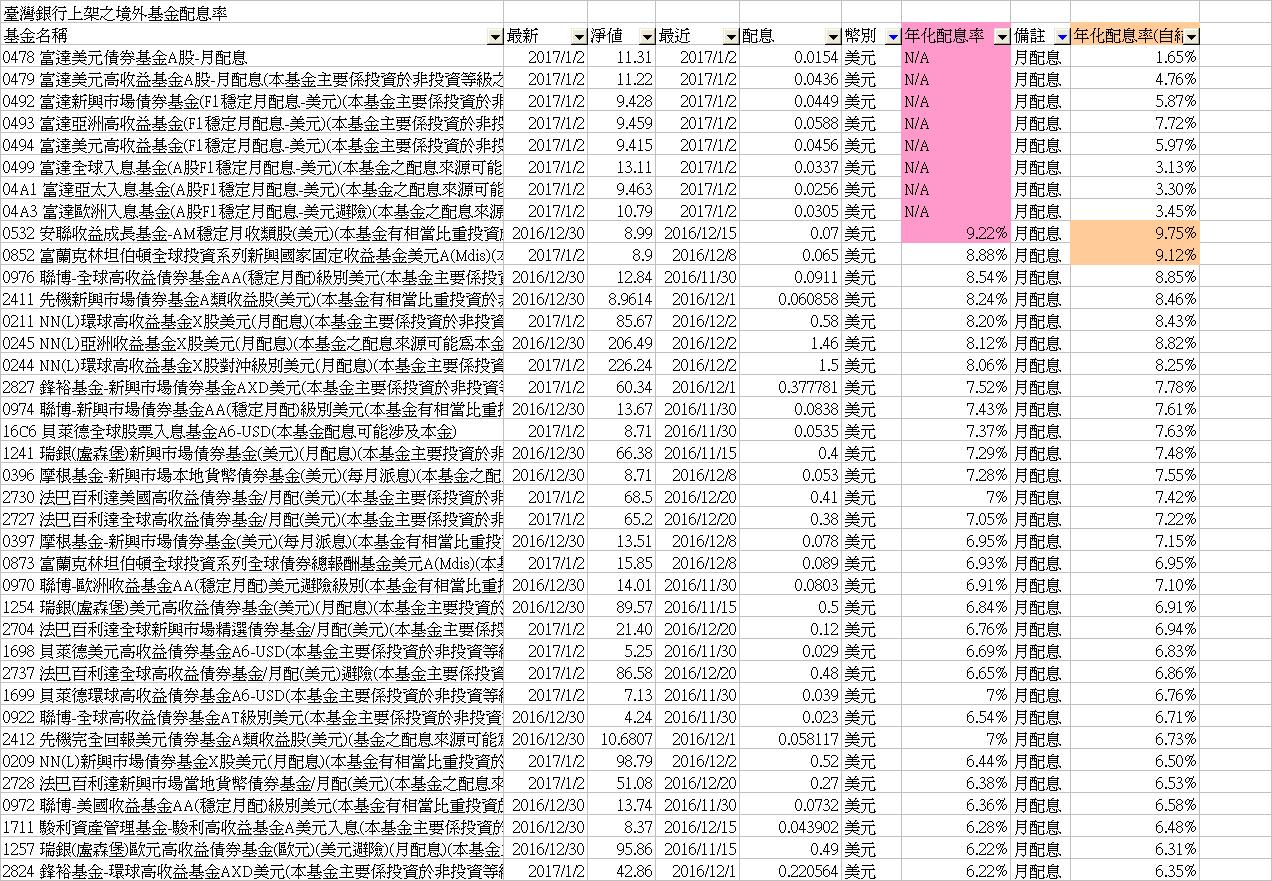 臺灣銀行上架之境外基金配息率
基金名稱 最新 淨值 最近 配息 幣別 年化配息率 備註 年化配息率(自
0478 富達美元債券基金A股-月配息 2017/1/2 11.31 2017/1/2 0.0154 美元 N/A 月配息 1.65%
0479 富達美元高收益基金A股-月配息(本基金主要係投資於非投資等級之 2017/1/2 11.22 2017/1/2 0.0436 美元 N/A 月配息 4.76%
0492 富達新興市場債券基金(F1穩定月配息-美元)(本基金主要係投資於非 2017/1/2 9.428 2017/1/2 0.0449 美元 N/A 月配息 5.87%
0493 富達亞洲高收益基金(F1穩定月配息-美元)(本基金主要係投資於非投 2017/1/2 9.459 2017/1/2 0.0588 美元 N/A 月配息 7.72%
0494 富達美元高收益基金(F1穩定月配息-美元)(本基金主要係投資於非投 2017/1/2 9.415 2017/1/2 0.0456 美元 N/A 月配息 5.97%
0499 富達全球入息基金(A股F1穩定月配息-美元)(本基金之配息來源可能 2017/1/2 13.11 2017/1/2 0.0337 美元 N/A 月配息 3.13%
04A1 富達亞太入息基金(A股F1穩定月配息-美元)(本基金之配息來源可能 2017/1/2 9.463 2017/1/2 0.0256 美元 N/A 月配息 3.30%
04A3 富達歐洲入息基金(A股F1穩定月配息-美元避險)(本基金之配息來源 2017/1/2 10.79 2017/1/2 0.0305 美元 N/A 月配息 3.45%
0532 安聯收益成長基金-AM穩定月收類股(美元)(本基金有相當比重投資 2016/12/30 8.99 2016/12/15 0.07 美元 9.22% 月配息 9.75%
0852 富蘭克林坦伯頓全球投資系列新興國家固定收益基金美元A(Mdis)( 2017/1/2 8.9 2016/12/8 0.065 美元 8.88% 月配息 9.12%
0976 聯博-全球高收益債券基金AA(穩定月配)級別美元(本基金主要係投資 2016/12/30 12.84 2016/11/30 0.0911 美元 8.54% 月配息 8.85%
2411 先機新興市場債券基金A類收益股(美元)(本基金有相當比重投資於 2016/12/30 8.9614 2016/12/1 0.060858 美元 8.24% 月配息 8.46%
0211 NN(L)環球高收益基金X股美元(月配息)(本基金主要係投資於非投資 2017/1/2 85.67 2016/12/2 0.58 美元 8.20% 月配息 8.43%
0245 NN(L)亞洲收益基金X股美元(月配息)(本基金之配息來源可能為本金 2017/1/2 206.49 2016/12/2 1.46 美元 8.12% 月配息 8.82%
0244 NN(L)環球高收益基金X股對沖級別美元(月配息)(本基金主要係投資 2017/1/2 226.24 2016/12/2 1.5 美元 8.06% 月配息 8.25%
2827 鋒裕基金-新興市場債券基金AXD美元(本基金主要係投資於非投資 2017/1/2 60.34 2016/12/1 0.377781 美元 7.52% 月配息 7.78%
0974 聯博-新興市場債券基金AA(穩定月配)級別美元(本基金有相當比重 2016/12/30 13.67 2016/11/30 0.0838 美元 7.43% 月配息 7.61%
16C6 貝萊德全球股票入息基金A6-USD(本基金配息可能涉及本金) 2017/1/2 8.71 2016/11/30 0.0535 美元 7.37% 月配息 7.63%
1241 瑞銀(盧森堡)新興市場債券基金(美元)(月配息)(本基金主要係投資 2017/1/2 66.38 2016/11/15 0.4 美元 7.29% 月配息 7.48%
0396 摩根基金-新興市場本地貨幣債券基金(美元)(每月派息)(本基金之配 2017/1/2 8.71 2016/12/8 0.053 美元 7.28% 月配息 7.55%
2730 法巴百利達美國高收益債券基金/月配(美元)(本基金主要係投資於非 2017/1/2 68.5 2016/12/20 0.41 美元 7% 月配息 7.42%
2727 法巴百利達全球高收益債券基金/月配(美元)(本基金主要係投資於非 2017/1/2 65.2 2016/12/20 0.38 美元 7.05% 月配息 7.22%
0397 摩根基金-新興市場債券基金(美元)(每月派息)(本基金有相當比重投 2016/12/30 13.51 2016/12/8 0.078 美元 6.95% 月配息 7.15%
0873 富蘭克林坦伯頓全球投資系列全球債券總報酬基金美元A(Mdis)(本 2017/1/2 15.85 2016/12/8 0.089 美元 6.93% 月配息 6.95%
0970 聯博-歐洲收益基金AA(穩定月配)美元避險級別(本基金有相當比重 2016/12/30 14.01 2016/11/30 0.0803 美元 6.91% 月配息 7.10%
1254 瑞銀(盧森堡)美元高收益債券基金(美元)(月配息)(本基金主要投資於 2016/12/30 89.57 2016/11/15 0.5 美元 6.84% 月配息 6.91%
2704 法巴百利達全球新興市場精選債券基金/月配(美元)(本基金主要係投 2017/1/2 21.40 2016/12/20 0.12 美元 6.76% 月配息 6.94%
1698 貝萊德美元高收益債券基金A6-USD(本基金主要係投資於非投資等 2017/1/2 5.25 2016/11/30 0.029 美元 6.69% 月配息 6.83%
2737 法巴百利達全球高收益債券基金/月配(美元)避險(本基金主要係投資 2017/1/2 86.58 2016/12/20 0.48 美元 6.65% 月配息 6.86%
1699 貝萊德環球高收益債券基金A6-USD(本基金主要係投資於非投資等 2017/1/2 7.13 2016/11/30 0.039 美元 7% 月配息 6.76%
0922 聯博-全球高收益債券基金AT級別美元(本基金主要係投資於非投資 2016/12/30 4.24 2016/11/30 0.023 美元 6.54% 月配息 6.71%
2412 先機完全回報美元債券基金A類收益股(美元)(基金之配息來源可能 2016/12/30 10.6807 2016/12/1 0.058117 美元 7% 月配息 6.73%
0209 NN(L)新興市場債券基金X股美元(月配息)(本基金有相當比重投資 2016/12/30 98.79 2016/12/2 0.52 美元 6.44% 月配息 6.50%
2728 法巴百利達新興市場當地貨幣債券基金/月配(美元)(本基金之配息來 2017/1/2 51.08 2016/12/20 0.27 美元 6.38% 月配息 6.53%
0972 聯博-美國收益基金AA(穩定月配)級別美元(本基金有相當比重投資 2016/12/30 13.74 2016/11/30 0.0732 美元 6.36% 月配息 6.58%
1711 駿利資產管理基金-駿利高收益基金A美元入息(本基金主要係投資於 2016/12/30 8.37 2016/12/15 0.043902 美元 6.28% 月配息 6.48%
1257 瑞銀(盧森堡)歐元高收益債券基金(歐元)(美元避險)(月配息)(本基金 2016/12/30 95.86 2016/11/15 0.49 美元 6.22% 月配息 6.31%
2824 鋒裕基金-環球高收益基金AXD美元(本基金主要係投資於非投資等 2017/1/2 42.86 2016/12/1 0.220564 美元 6.22% 月配息 6.35%